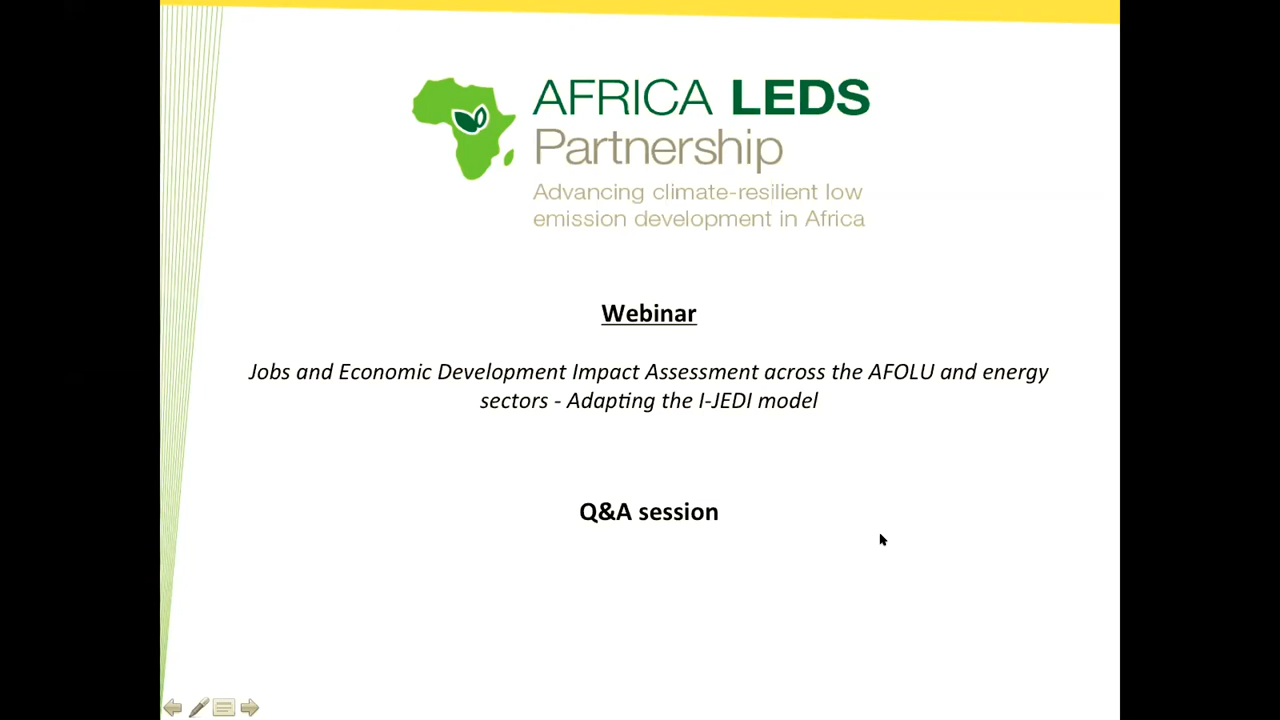 AFRICA LEDS
Partnership
Advancing climate-resilient low
emission development in Africa
Webinar
Jobs and Economic Development Impact Assessment across the AFOLU and energy
sectors - Adapting the I-JEDI model
Q&A session